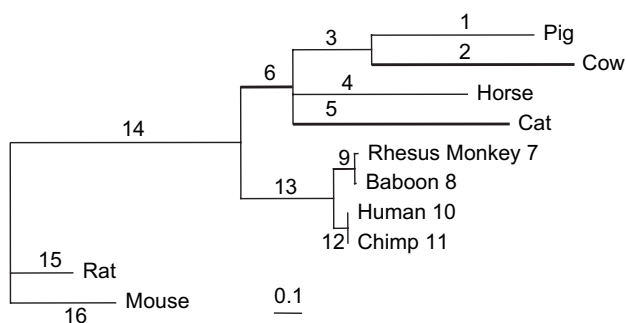 1
3 Pig
2
6 Cow
4
Horse
5
14 Cat
9 Rhesus Monkey 7
13 Baboon 8
Human 10
12 Chimp 11
15 Rat
0.1
Mouse
16